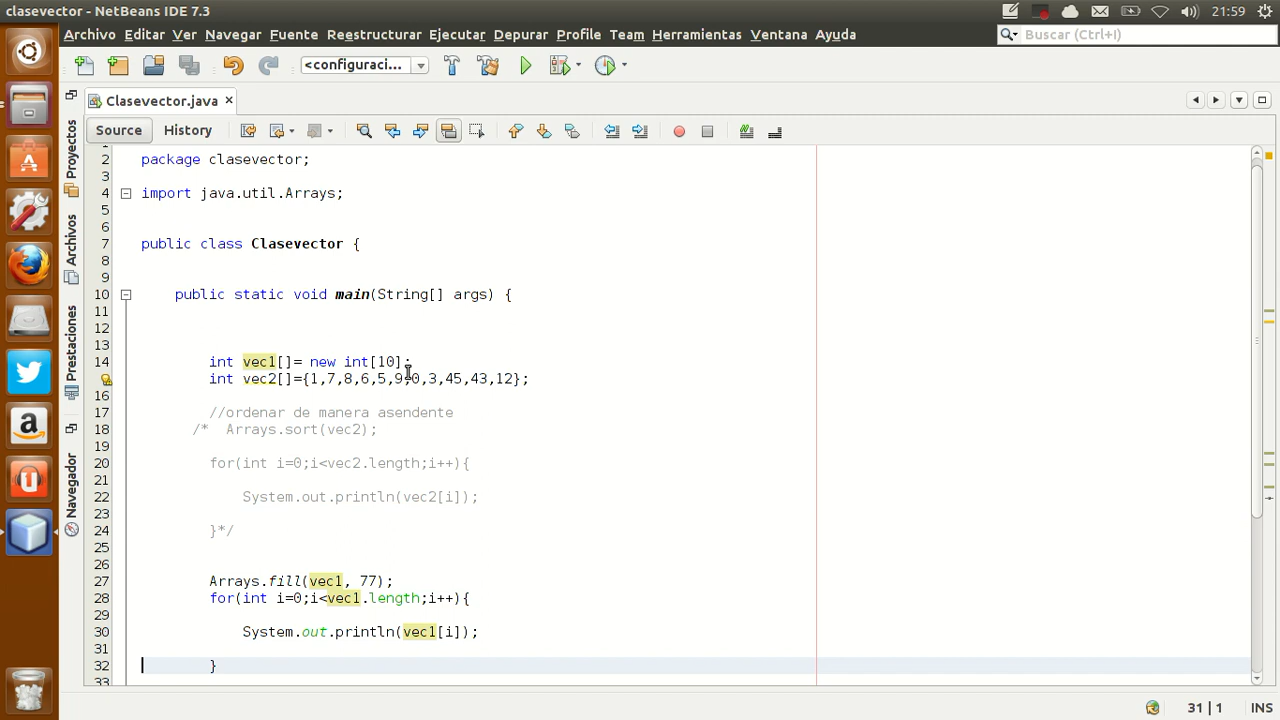 clasevector - NetBeans IDE 7.3
21:59
Archivo Editar Ver Navegar Fuente Reestructurar Ejecutar Depurar Profile Team Herramientas Ventana Ayuda
Buscar (Ctrl+I)
<configuraci...
Clasevector.java
Source History
Proyectos
Archivos
Prestaciones
Navegador
2 package clasevector;
3
4 import java.util.Arrays;
5
6
7 public class Clasevector {
8
9
10 public static void main(String[] args) {
11
12
13
14 int vec1[]= new int[10];
int vec2[]={1,7,8,6,5,9,0,3,45,43,12};
16
17 //ordenar de manera asendente
18 /* Arrays.sort(vec2);
19
20 for(int i=0;i<vec2.length;i++){
21
22 System.out.println(vec2[i]);
23
24 }*/
25
26
27 Arrays.fill(vec1, 77);
28 for(int i=0;i<vec1.length;i++){
29
30 System.out.println(vec1[i]);
31
32 }
33
31 | 1 INS